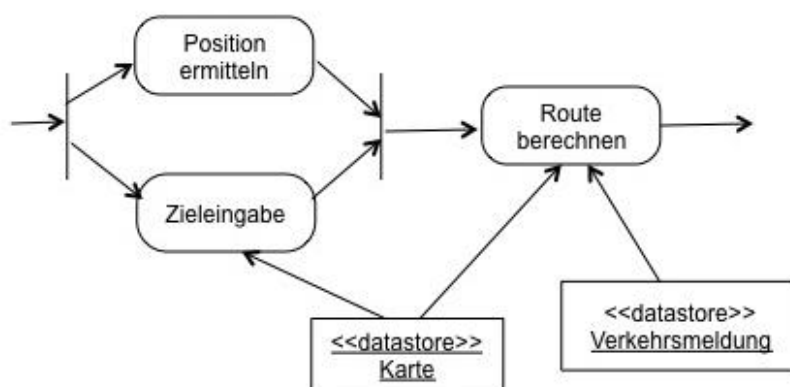 Position
ermitteln
Zieleingabe
Route
berechnen
<<datastore>>
Karte
<<datastore>>
Verkehrsmeldung